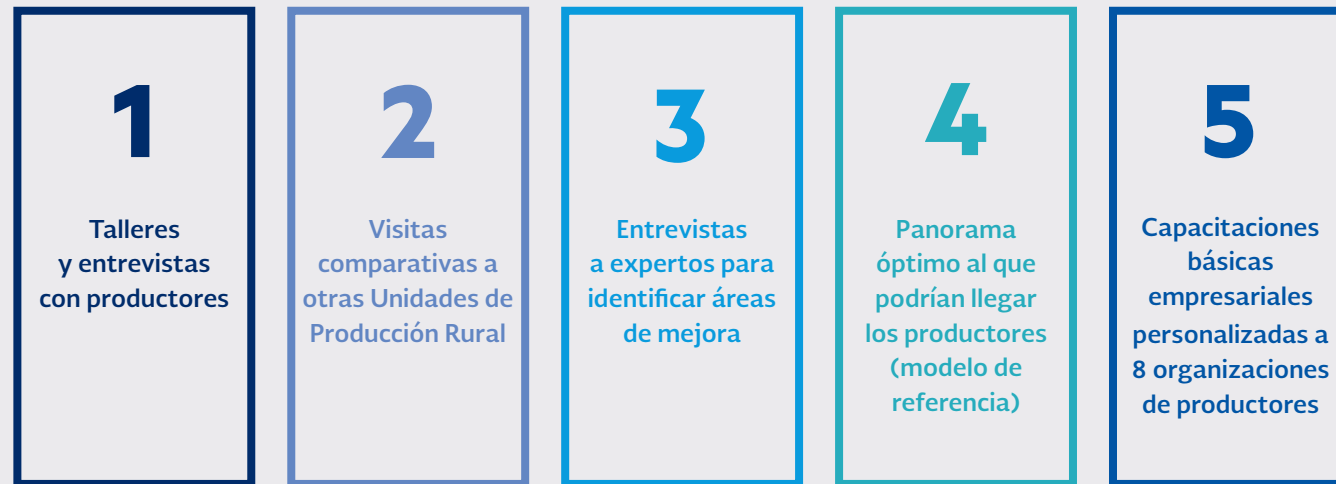 1
Talleres
y entrevistas
con productores
2
Visitas
comparativas a
otras Unidades de
Producción Rural
3
Entrevistas
a expertos para
identificar áreas
de mejora
4
Panorama
óptimo al que
podrían llegar
los productores
(modelo de
referencia)
5
Capacitaciones
básicas
empresariales
personalizadas a
8 organizaciones
de productores